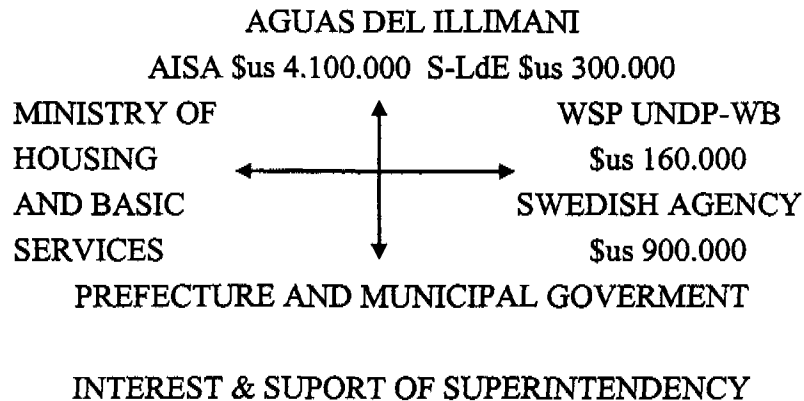 AGUAS DEL ILLIMANI
AISA $us 4.100.000 S-LdE $us 300.000
MINISTRY OF
HOUSING
AND BASIC
SERVICES
WSP UNDP-WB
$us 160.000
SWEDISH AGENCY
$us 900.000
PREFECTURE AND MUNICIPAL GOVERMENT
INTEREST & SUPORT OF SUPERINTENDENCY